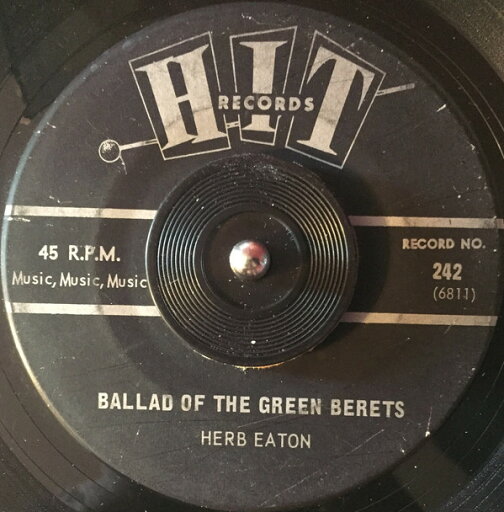 HIT
RECORDS
45 R.P.M.
Music, Music, Music
RECORD NO.
242
(6811)
BALLAD OF THE GREEN BERETS
HERB EATON